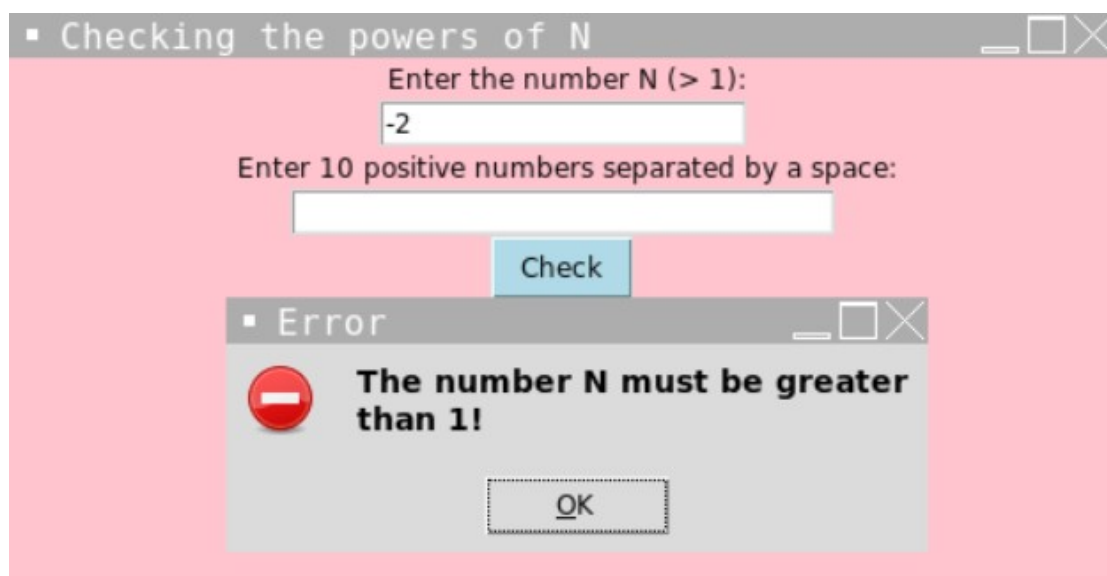 Checking the powers of N
Enter the number N (> 1):
-2
Enter 10 positive numbers separated by a space:
Check
Error
The number N must be greater
than 1!
OK